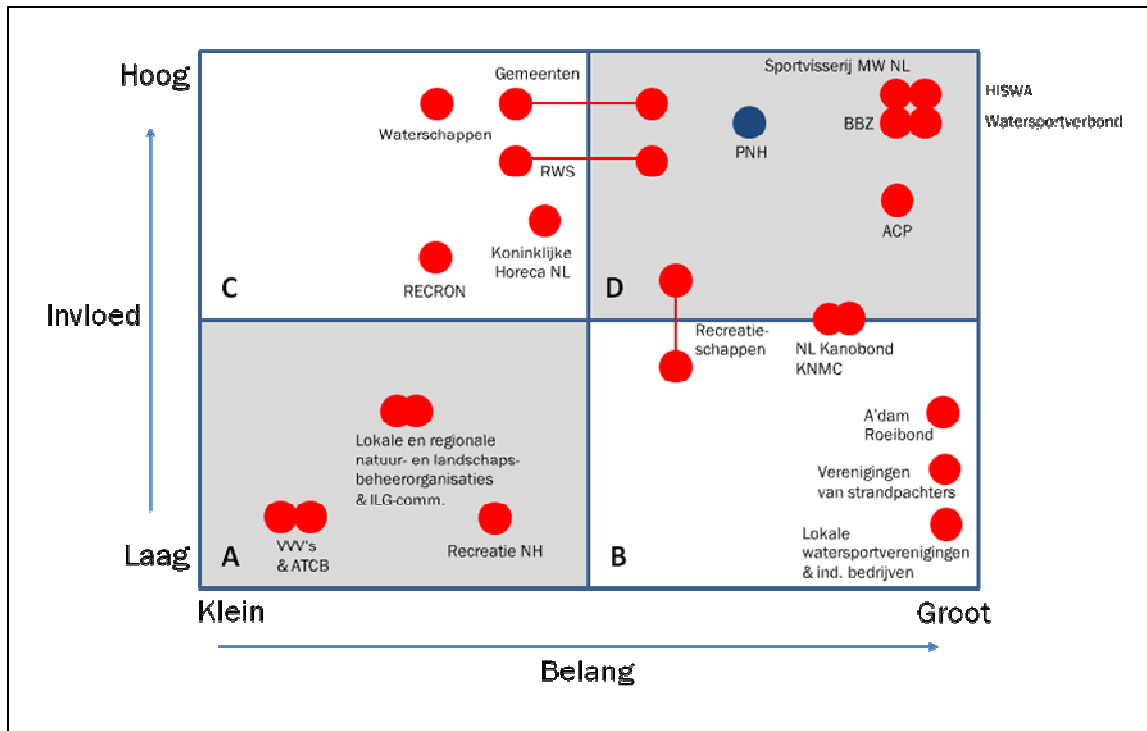 Hoog
Gemeenten
Sportvisserij MW NL
HISWA
Waterschappen
BBZ
Watersportverbond
PNH
RWS
ACP
Koninklijke
Horeca NL
RECRON
C
D
Invloed
Recreatie-
schappen
NL Kanobond
KNMC
A'dam
Roeibond
Lokale en regionale
natuur- en landschaps-
beheerorganisaties
& ILG-comm.
Verenigingen
van strandpachters
VVV's
& ATCB
Recreatie NH
Lokale
watersportverenigingen
& ind. bedrijven
A
B
Laag
Klein
Groot
Belang